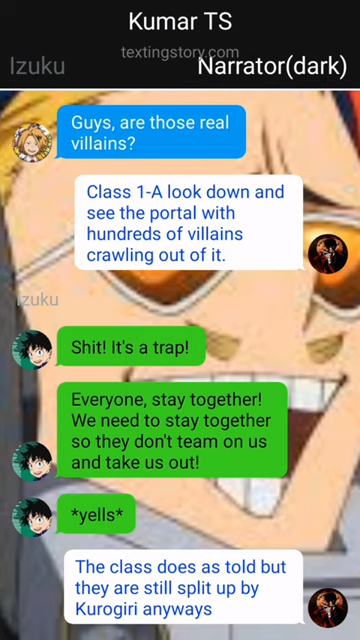 Kumar TS
textingstory.com
Izuku
Narrator(dark)
Guys, are those real
villains?
Class 1-A look down and
see the portal with
hundreds of villains
crawling out of it.
Izuku
Shit! It's a trap!
Everyone, stay together!
We need to stay together
so they don't team on us
and take us out!
*yells*
The class does as told but
they are still split up by
Kurogiri anyways